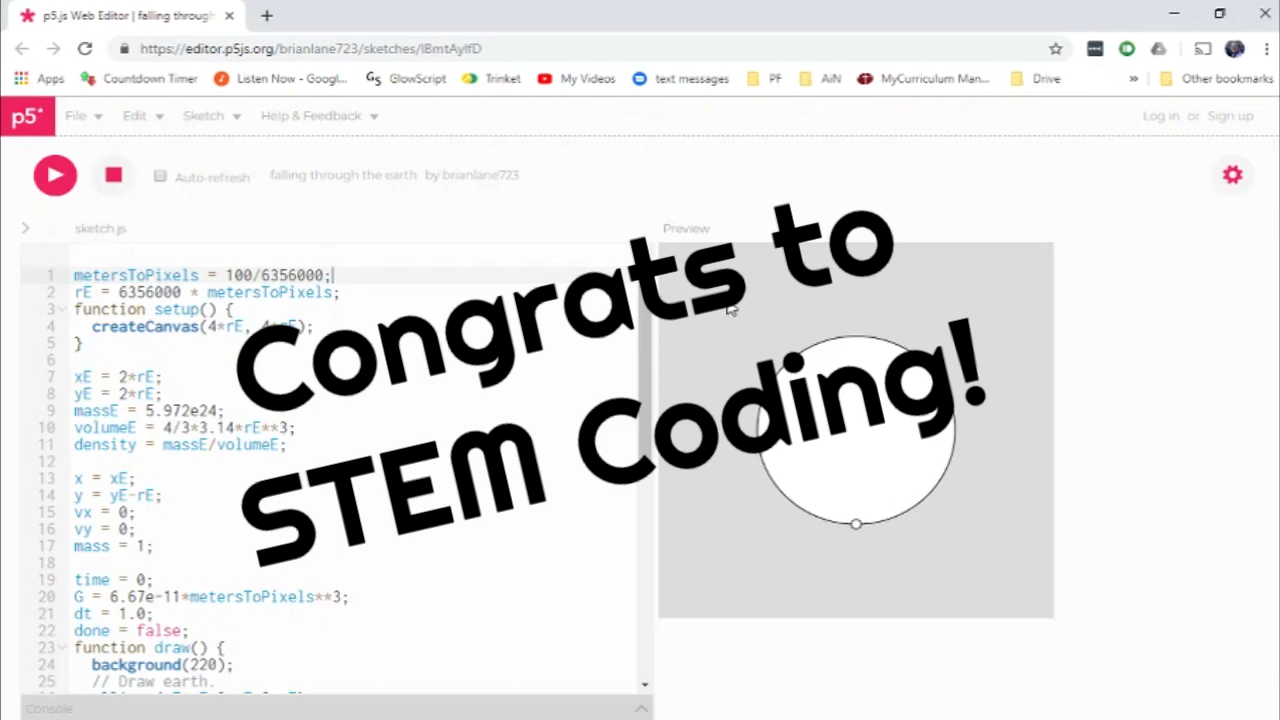 p5.js Web Editor | falling through
https://editor.p5js.org/brianlane723/sketches/lBmtAylfD
Apps Countdown Timer Listen Now - Googl... GlowScript Trinket My Videos text messages PF AiN MyCurriculum Man... Drive » Other bookmarks
p5* File Edit Sketch Help & Feedback Log in or Sign up
Auto-refresh falling through the earth by brianlane723
sketch.js Preview
Congrats to
STEM Coding!
1 metersToPixels = 100/6356000;
2 rE = 6356000 * metersToPixels;
3 function setup() {
4 createCanvas(4*rE, 4*rE);
5 }
6
7 xE = 2*rE;
8 yE = 2*rE;
9 massE = 5.972e24;
10 volumeE = 4/3*3.14*rE**3;
11 density = massE/volumeE;
12
13 x = xE;
14 y = yE-rE;
15 vx = 0;
16 vy = 0;
17 mass = 1;
18
19 time = 0;
20 G = 6.67e-11*metersToPixels**3;
21 dt = 1.0;
22 done = false;
23 function draw() {
24 background(220);
25 // Draw earth.
Console